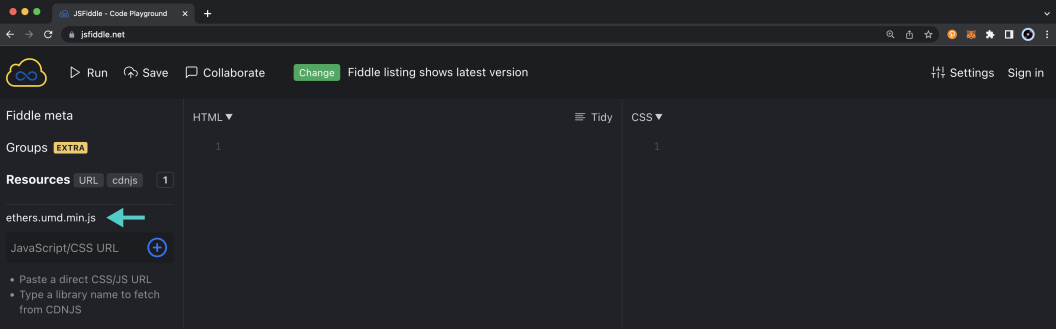 JSFiddle - Code Playground
jsfiddle.net
Run
Save
Collaborate
Change
Fiddle listing shows latest version
Settings
Sign in
Fiddle meta
Groups EXTRA
Resources URL cdnjs 1
ethers.umd.min.js
JavaScript/CSS URL
Paste a direct CSS/JS URL
Type a library name to fetch
from CDNJS
HTML
Tidy
1
CSS
1